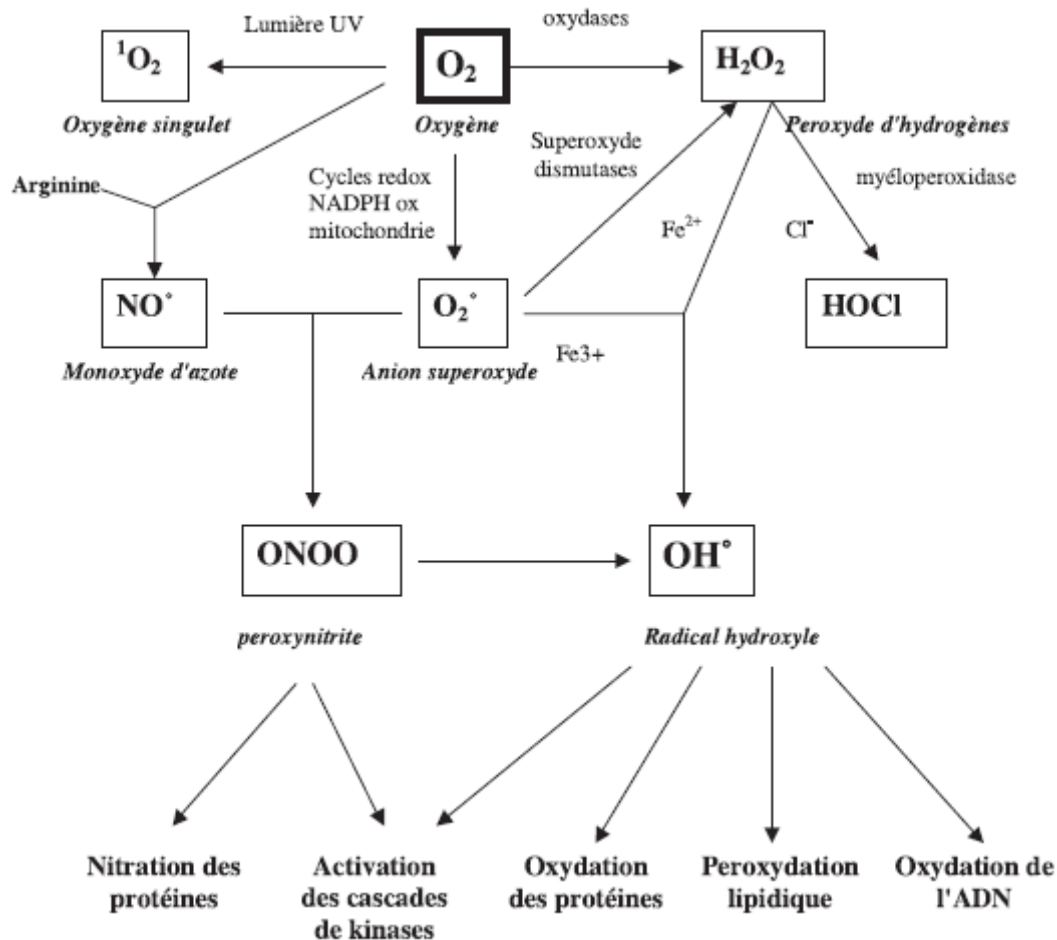 Lumière UV
oxydases
¹O₂
O₂
H₂O₂
Oxygène singulet
Oxygène
Peroxyde d'hydrogènes
Superoxyde
dismutases
Arginine
Cycles redox
NADPH ox
mitochondrie
myéloperoxidase
Fe²⁺
Cl⁻
NO°
O₂°
HOCl
Monoxyde d'azote
Anion superoxyde
Fe3+
ONOO
OH°
peroxynitrite
Radical hydroxyle
Nitration des
protéines
Activation
des cascades
de kinases
Oxydation
des protéines
Peroxydation
lipidique
Oxydation de
l'ADN